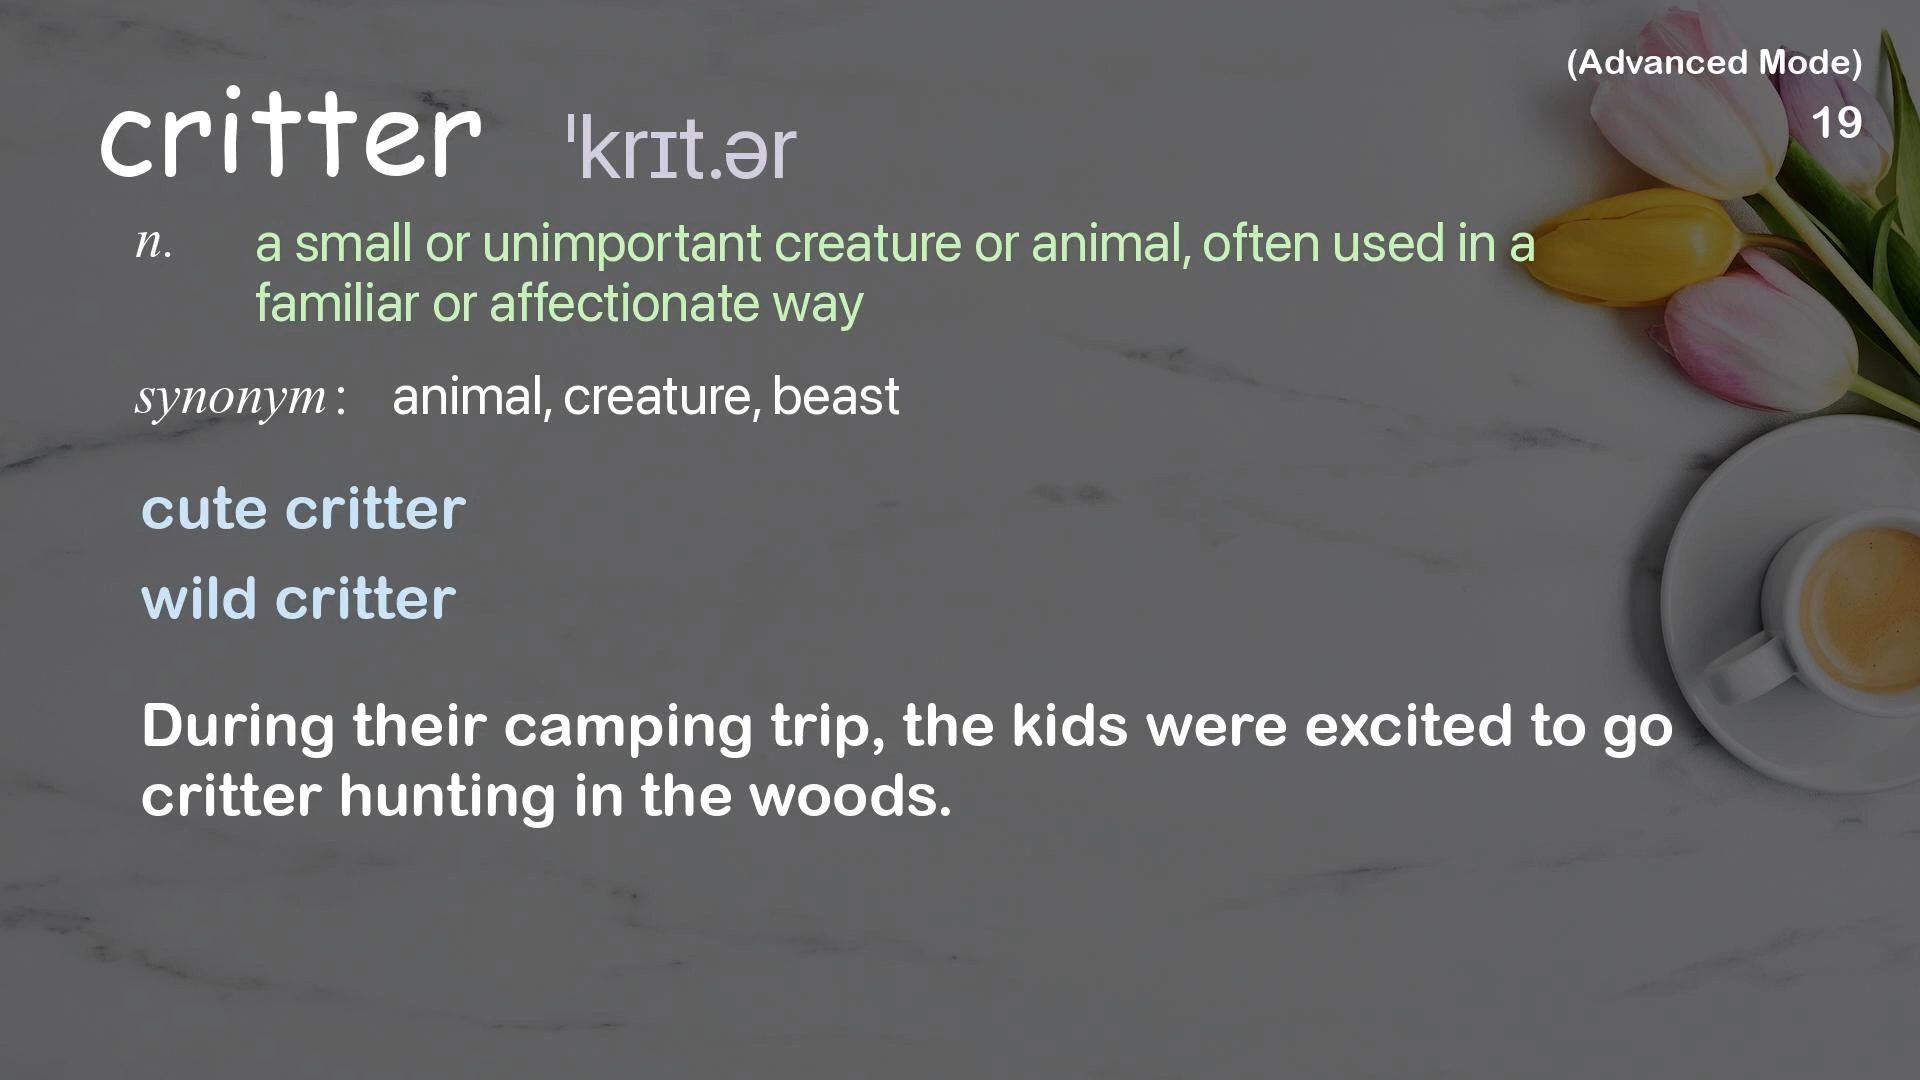 (Advanced Mode)
19
critter ˈkrɪt.ər
n. a small or unimportant creature or animal, often used in a
familiar or affectionate way
synonym: animal, creature, beast
cute critter
wild critter
During their camping trip, the kids were excited to go
critter hunting in the woods.